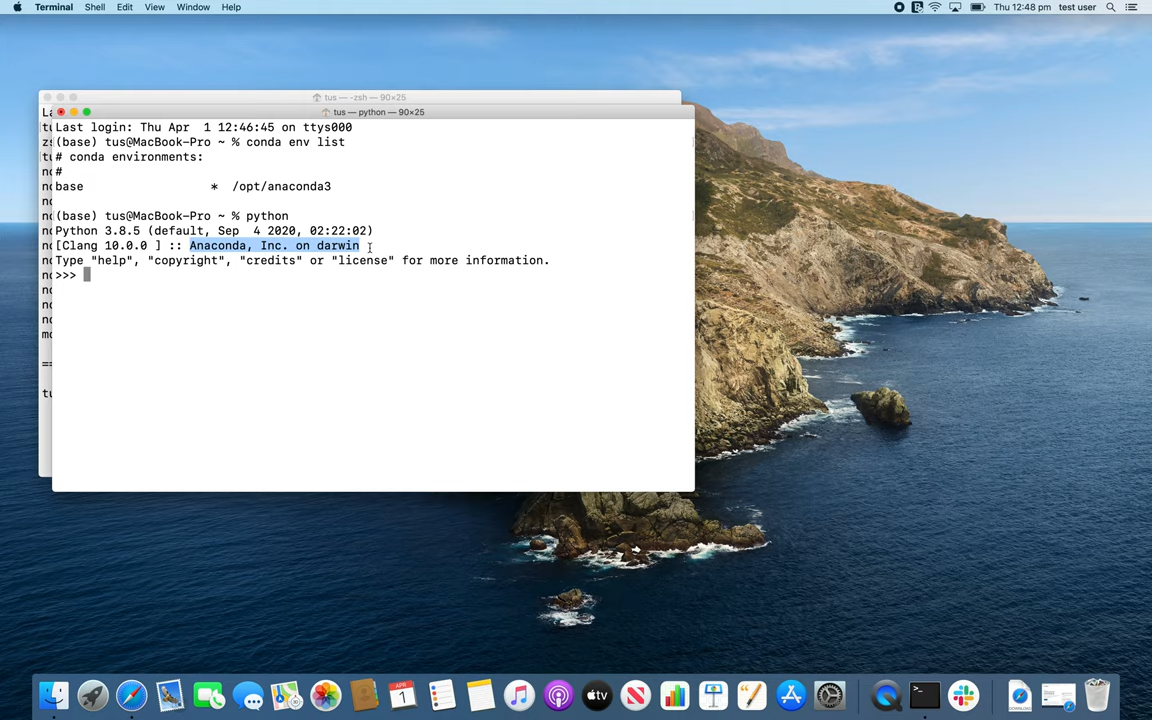 Terminal Shell Edit View Window Help Thu 12:48 pm test user
tus — -zsh — 90×25
tus — python — 90×25
Last login: Thu Apr 1 12:46:45 on ttys000
(base) tus@MacBook-Pro ~ % conda env list
# conda environments:
#
base * /opt/anaconda3
(base) tus@MacBook-Pro ~ % python
Python 3.8.5 (default, Sep 4 2020, 02:22:02)
[Clang 10.0.0 ] :: Anaconda, Inc. on darwin
Type "help", "copyright", "credits" or "license" for more information.
>>>